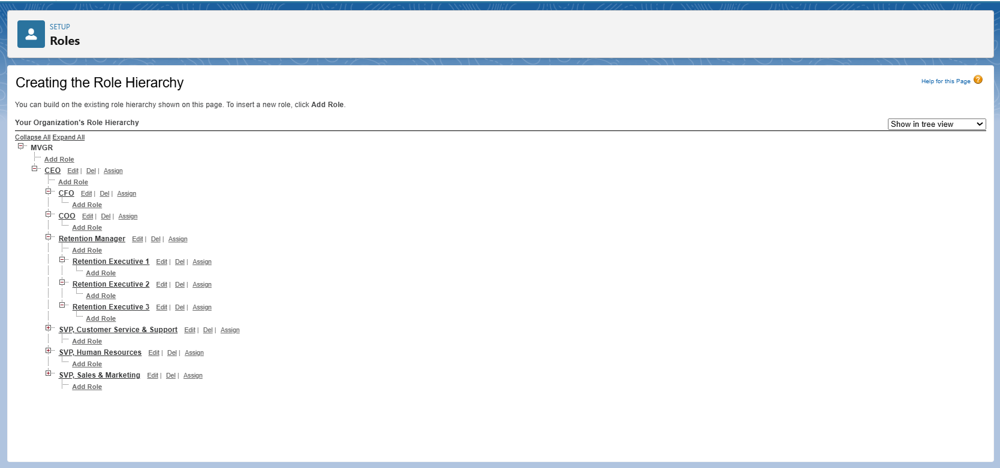 SETUP
Roles
Creating the Role Hierarchy
Help for this Page ?
You can build on the existing role hierarchy shown on this page. To insert a new role, click Add Role.
Your Organization's Role Hierarchy
Show in tree view
Collapse All Expand All
MVGR
Add Role
CEO Edit | Del | Assign
Add Role
CFO Edit | Del | Assign
Add Role
COO Edit | Del | Assign
Add Role
Retention Manager Edit | Del | Assign
Add Role
Retention Executive 1 Edit | Del | Assign
Add Role
Retention Executive 2 Edit | Del | Assign
Add Role
Retention Executive 3 Edit | Del | Assign
Add Role
SVP, Customer Service & Support Edit | Del | Assign
Add Role
SVP, Human Resources Edit | Del | Assign
Add Role
SVP, Sales & Marketing Edit | Del | Assign
Add Role